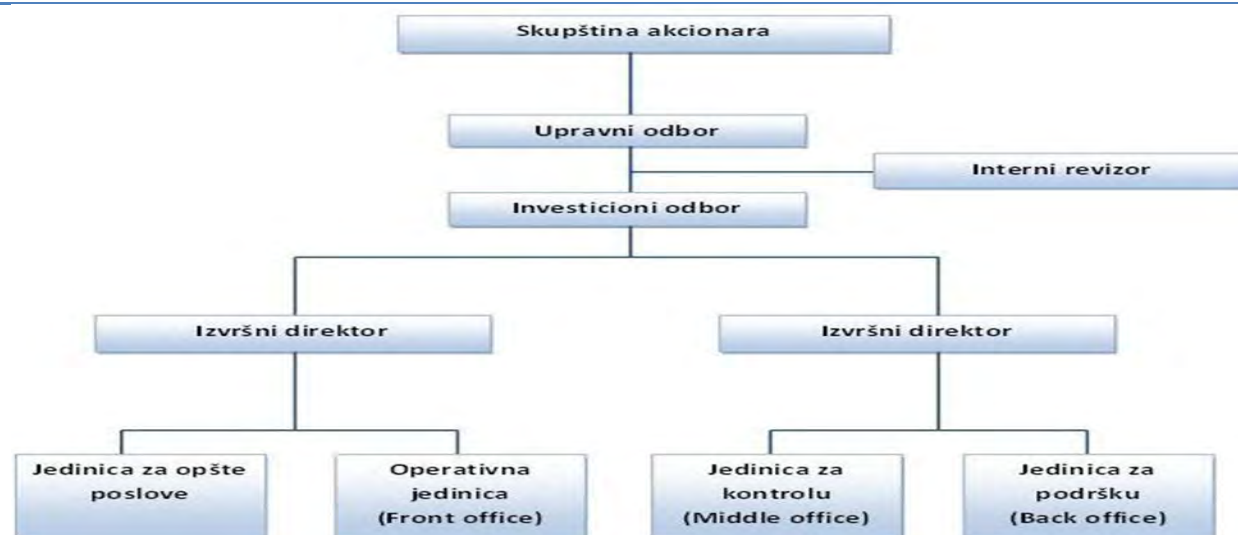 Skupština akcionara
Upravni odbor
Interni revizor
Investicioni odbor
Izvršni direktor
Izvršni direktor
Jedinica za opšte
poslove
Operativna
jedinica
(Front office)
Jedinica za
kontrolu
(Middle office)
Jedinica za
podršku
(Back office)